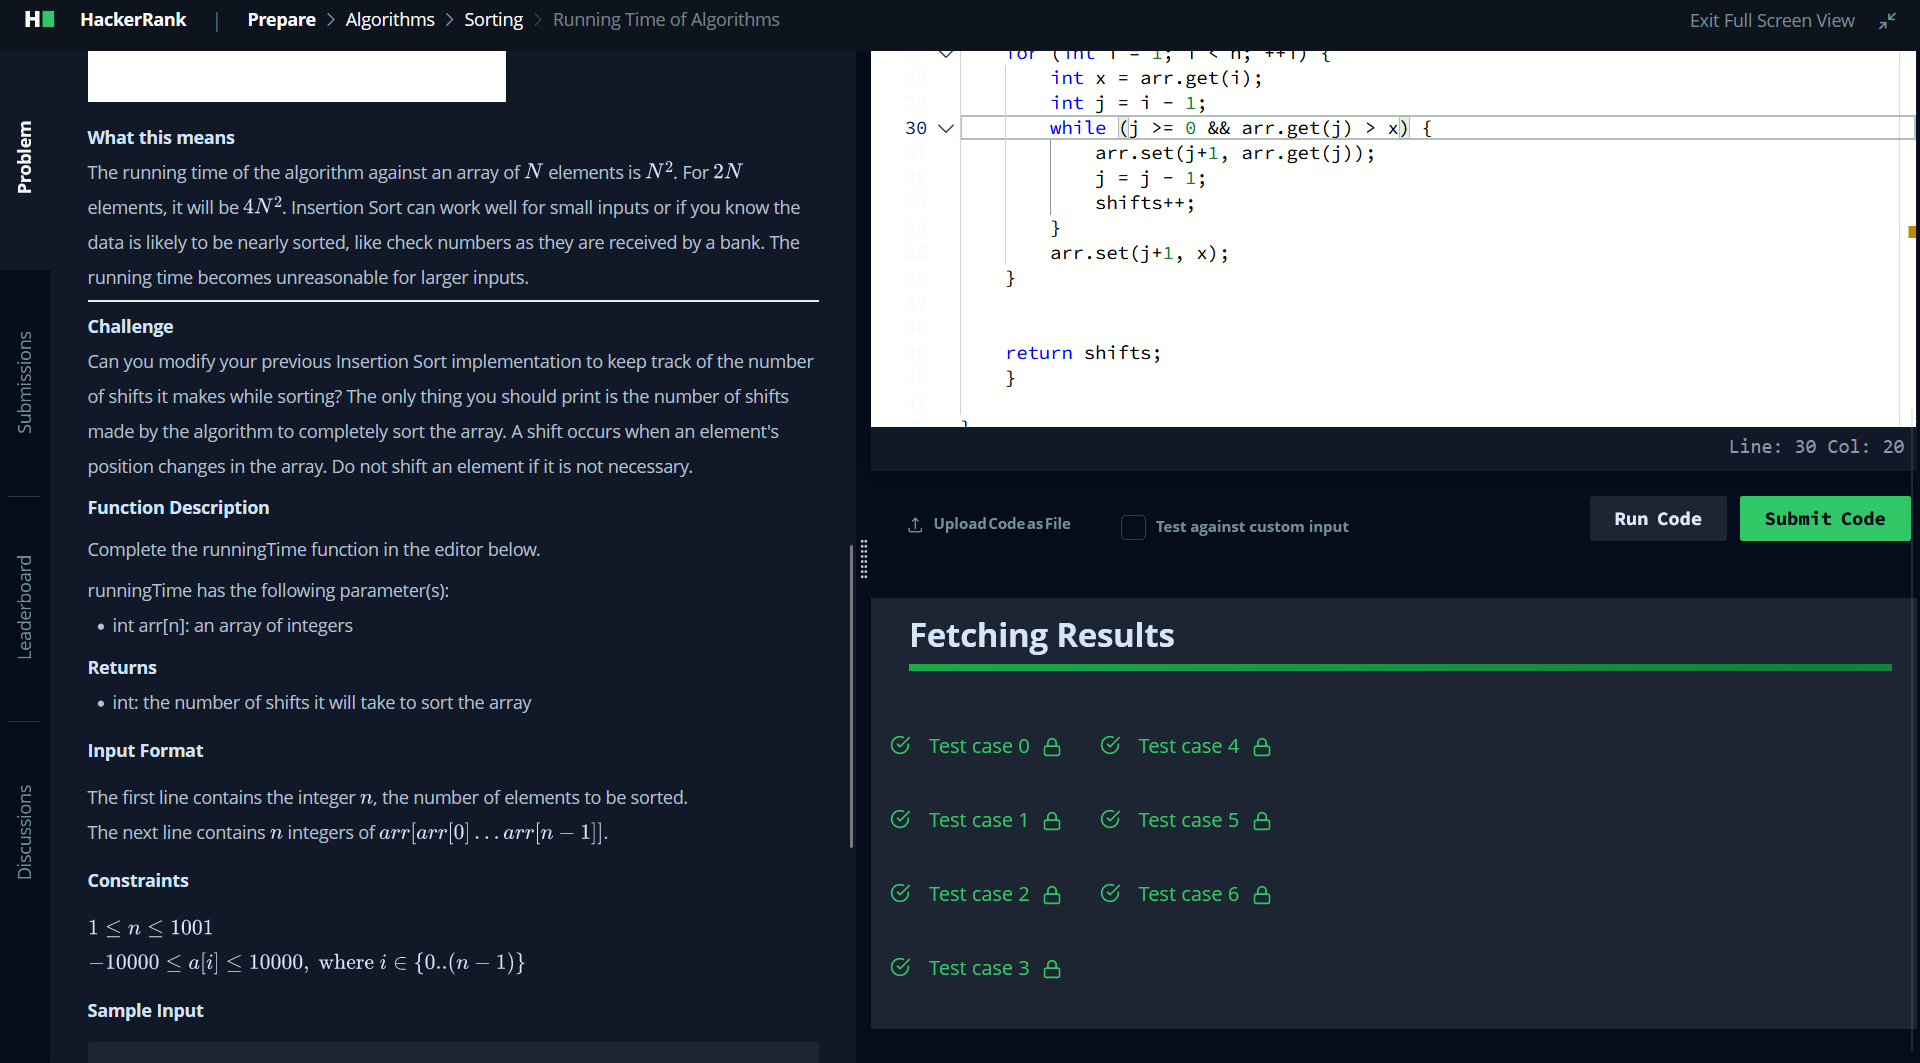 HackerRank | Prepare > Algorithms > Sorting > Running Time of Algorithms
Exit Full Screen View
Problem
Submissions
Leaderboard
Discussions
What this means
The running time of the algorithm against an array of N elements is N². For 2N
elements, it will be 4N². Insertion Sort can work well for small inputs or if you know the
data is likely to be nearly sorted, like check numbers as they are received by a bank. The
running time becomes unreasonable for larger inputs.
Challenge
Can you modify your previous Insertion Sort implementation to keep track of the number
of shifts it makes while sorting? The only thing you should print is the number of shifts
made by the algorithm to completely sort the array. A shift occurs when an element's
position changes in the array. Do not shift an element if it is not necessary.
Function Description
Complete the runningTime function in the editor below.
runningTime has the following parameter(s):
• int arr[n]: an array of integers
Returns
• int: the number of shifts it will take to sort the array
Input Format
The first line contains the integer n, the number of elements to be sorted.
The next line contains n integers of arr[arr[0] . . . arr[n − 1]].
Constraints
1 ≤ n ≤ 1001
−10000 ≤ a[i] ≤ 10000, where i ∈ {0..(n − 1)}
Sample Input
27 for (int i = 1; i < n; ++i) {
28 int x = arr.get(i);
29 int j = i - 1;
30 while (j >= 0 && arr.get(j) > x) {
31 arr.set(j+1, arr.get(j));
32 j = j - 1;
33 shifts++;
34 }
35 arr.set(j+1, x);
36 }
37
38
39 return shifts;
40 }
41
Line: 30 Col: 20
Upload Code as File
Test against custom input
Run Code
Submit Code
Fetching Results
Test case 0
Test case 4
Test case 1
Test case 5
Test case 2
Test case 6
Test case 3